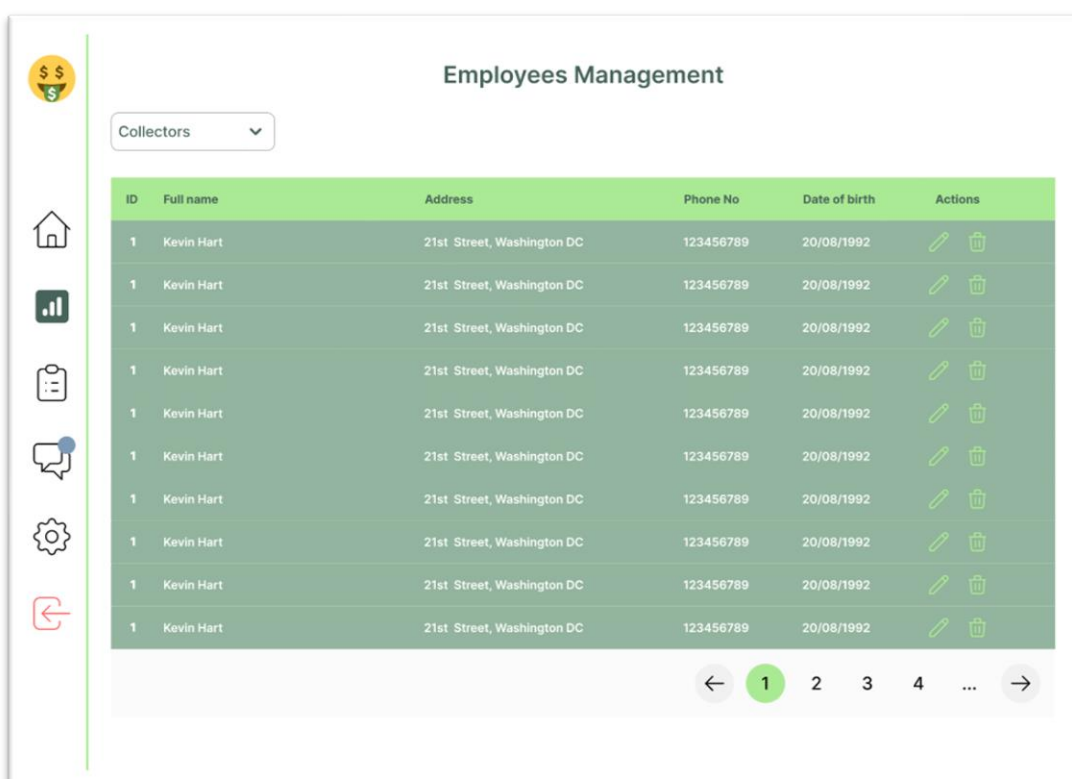 Employees Management
Collectors
ID Full name Address Phone No Date of birth Actions
1 Kevin Hart 21st Street, Washington DC 123456789 20/08/1992
1 Kevin Hart 21st Street, Washington DC 123456789 20/08/1992
1 Kevin Hart 21st Street, Washington DC 123456789 20/08/1992
1 Kevin Hart 21st Street, Washington DC 123456789 20/08/1992
1 Kevin Hart 21st Street, Washington DC 123456789 20/08/1992
1 Kevin Hart 21st Street, Washington DC 123456789 20/08/1992
1 Kevin Hart 21st Street, Washington DC 123456789 20/08/1992
1 Kevin Hart 21st Street, Washington DC 123456789 20/08/1992
1 Kevin Hart 21st Street, Washington DC 123456789 20/08/1992
1 Kevin Hart 21st Street, Washington DC 123456789 20/08/1992
1 2 3 4 ...